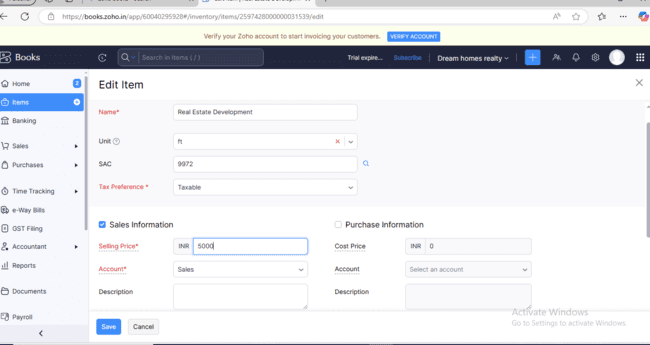 https://books.zoho.in/app/60040295928#/inventory/items/2597428000000031539/edit
Verify your Zoho account to start invoicing your customers. VERIFY ACCOUNT
Books
Search in Items ( / )
Trial expire... Subscribe Dream homes realty
Home 2
Items
Banking
Sales
Purchases
Time Tracking
e-Way Bills
GST Filing
Accountant
Reports
Documents
Payroll
Edit Item
Name* Real Estate Development
Unit ft
SAC 9972
Tax Preference * Taxable
Sales Information Purchase Information
Selling Price* INR 5000 Cost Price INR 0
Account* Sales Account Select an account
Description Description
Activate Windows
Go to Settings to activate Windows.
Save Cancel